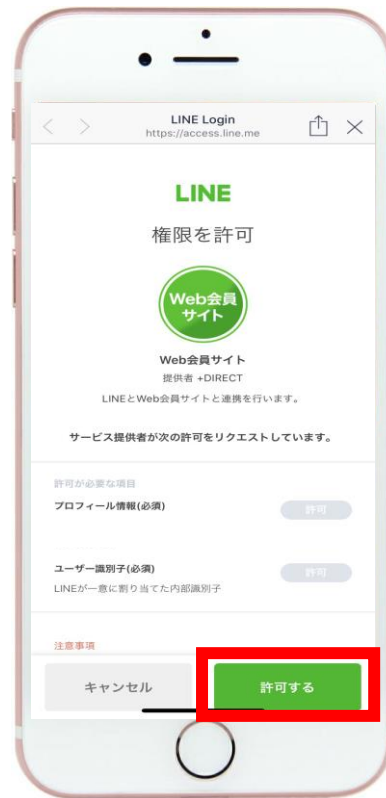 LINE Login
https://access.line.me
LINE
権限を許可
Web会員
サイト
Web会員サイト
提供者 +DIRECT
LINEとWeb会員サイトと連携を行います。
サービス提供者が次の許可をリクエストしています。
許可が必要な項目
プロフィール情報(必須)
許可
ユーザー識別子(必須)
許可
LINEが一意に割り当てた内部識別子
注意事項
キャンセル
許可する